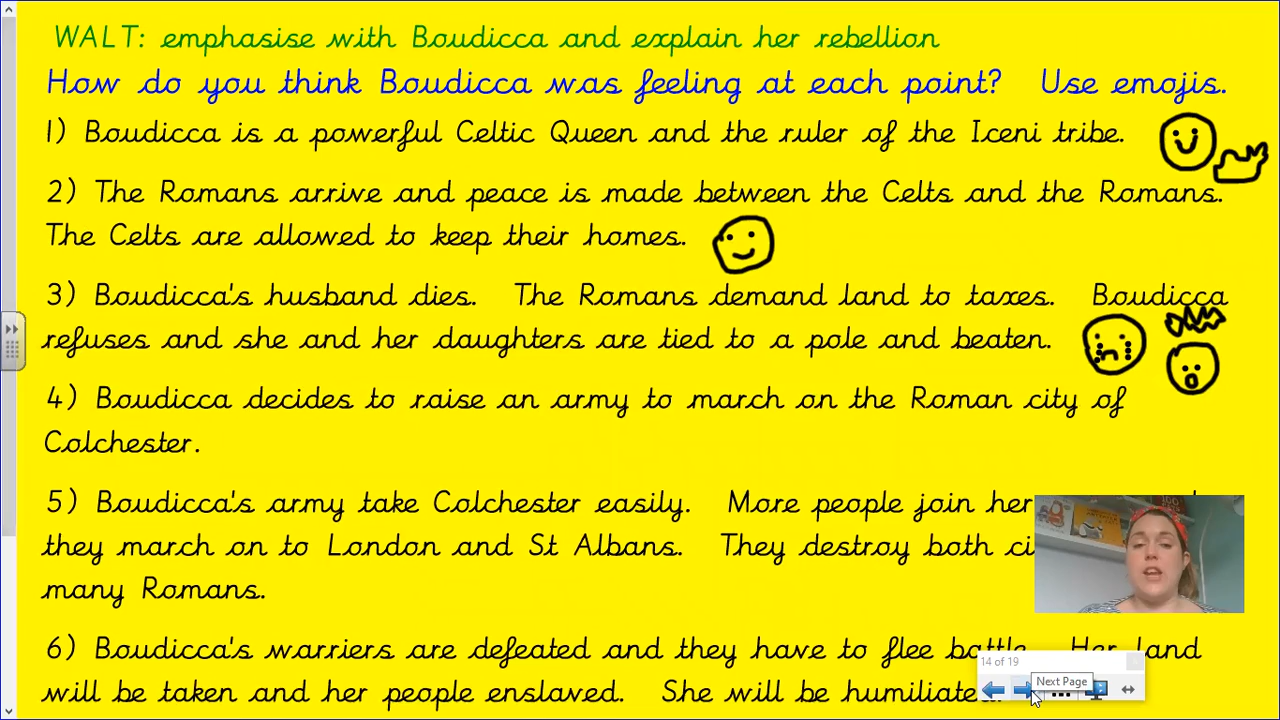 WALT: emphasise with Boudicca and explain her rebellion
How do you think Boudicca was feeling at each point? Use emojis.
1) Boudicca is a powerful Celtic Queen and the ruler of the Iceni tribe.
2) The Romans arrive and peace is made between the Celts and the Romans.
The Celts are allowed to keep their homes.
3) Boudicca's husband dies. The Romans demand land to taxes. Boudicca
refuses and she and her daughters are tied to a pole and beaten.
4) Boudicca decides to raise an army to march on the Roman city of
Colchester.
5) Boudicca's army take Colchester easily. More people join her
they march on to London and St Albans. They destroy both
many Romans.
6) Boudicca's warriers are defeated and they have to flee battle. Her land
will be taken and her people enslaved. She will be humiliated.
14 of 19
Next Page